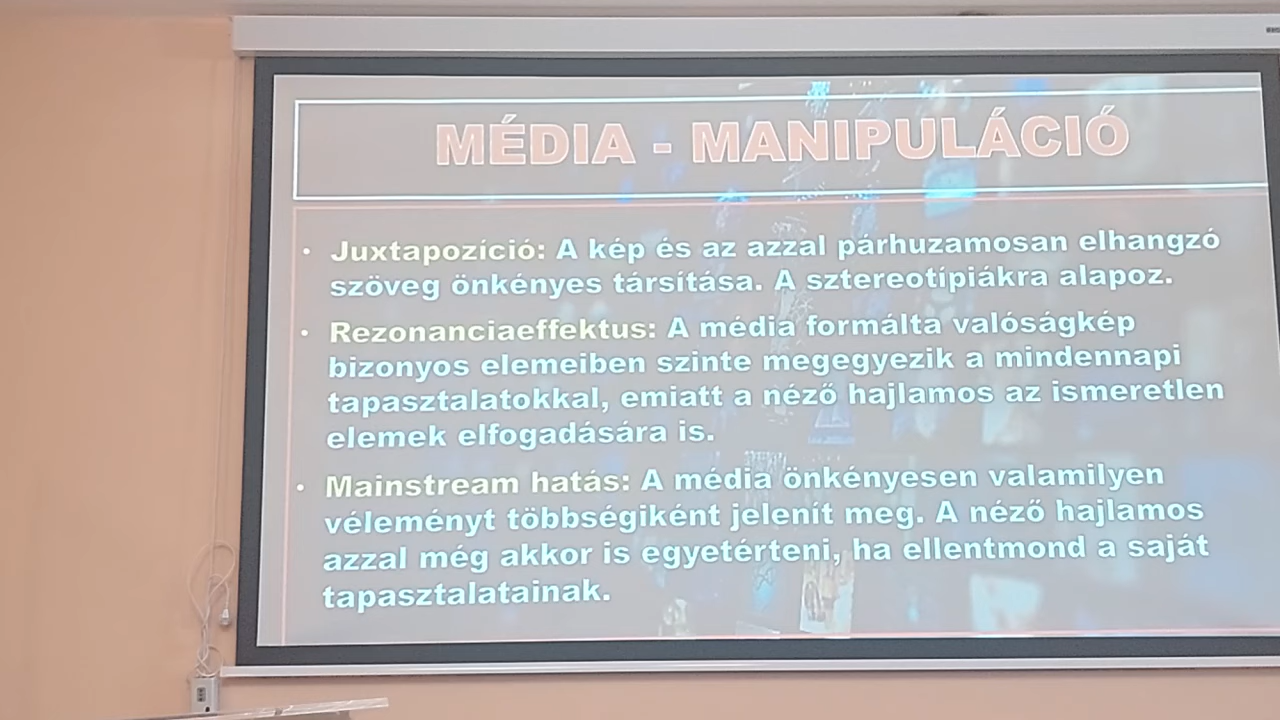 MÉDIA - MANIPULÁCIÓ
• Juxtapozíció: A kép és az azzal párhuzamosan elhangzó
szöveg önkényes társítása. A sztereotípiákra alapoz.
• Rezonanciaeffektus: A média formálta valóságkép
bizonyos elemeiben szinte megegyezik a mindennapi
tapasztalatokkal, emiatt a néző hajlamos az ismeretlen
elemek elfogadására is.
• Mainstream hatás: A média önkényesen valamilyen
véleményt többségiként jelenít meg. A néző hajlamos
azzal még akkor is egyetérteni, ha ellentmond a saját
tapasztalatainak.